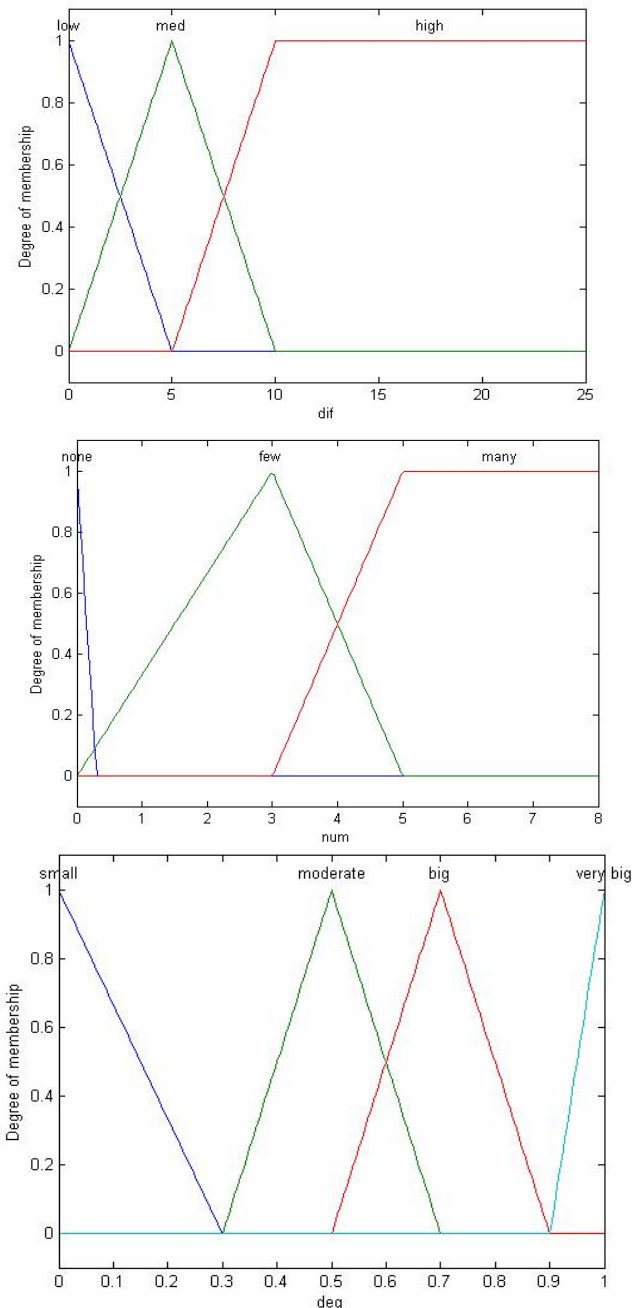 low med high
1
0.8
0.6
0.4
0.2
0
Degree of membership
0 5 10 15 20 25
dif
none few many
1
0.8
0.6
0.4
0.2
0
Degree of membership
0 1 2 3 4 5 6 7 8
num
small moderate big very big
1
0.8
0.6
0.4
0.2
0
Degree of membership
0 0.1 0.2 0.3 0.4 0.5 0.6 0.7 0.8 0.9 1
deg